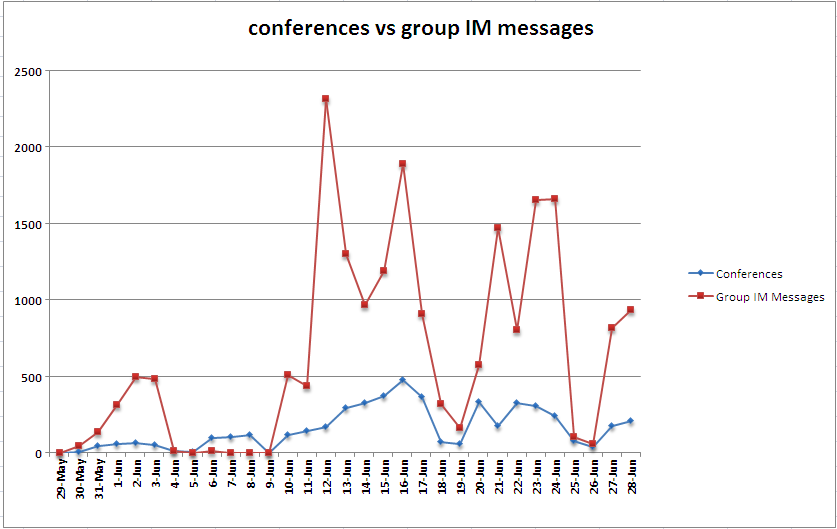 conferences vs group IM messages
2500
2000
1500
1000
500
0
Conferences
Group IM Messages
29-May
30-May
31-May
1-Jun
2-Jun
3-Jun
4-Jun
5-Jun
6-Jun
7-Jun
8-Jun
9-Jun
10-Jun
11-Jun
12-Jun
13-Jun
14-Jun
15-Jun
16-Jun
17-Jun
18-Jun
19-Jun
20-Jun
21-Jun
22-Jun
23-Jun
24-Jun
25-Jun
26-Jun
27-Jun
28-Jun